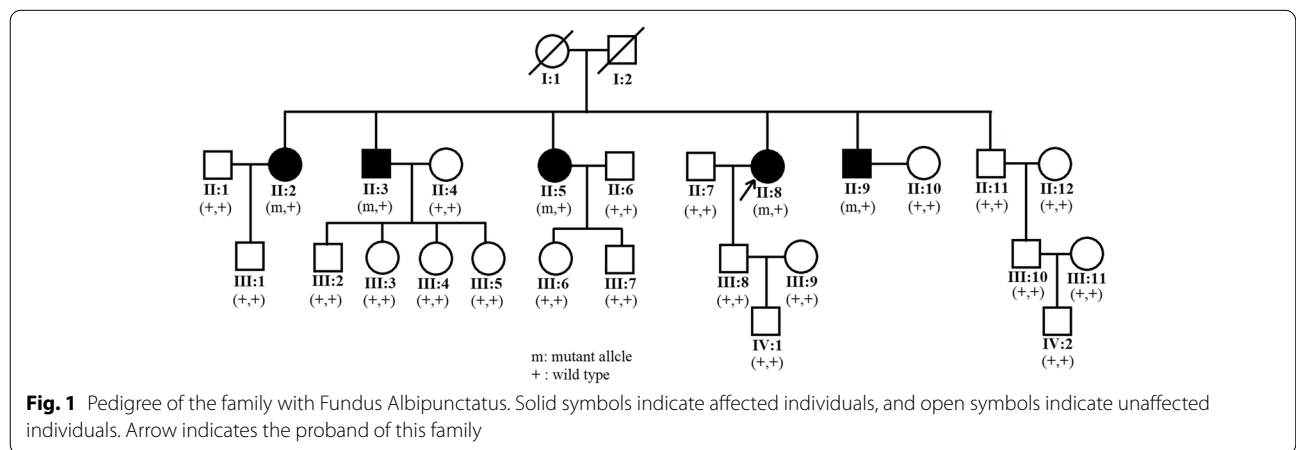 I:1 I:2
II:1 II:2 II:3 II:4 II:5 II:6 II:7 II:8 II:9 II:10 II:11 II:12
(+,+) (m,+) (m,+) (+,+) (m,+) (+,+) (+,+) (m,+) (m,+) (+,+) (+,+) (+,+)
III:1 III:2 III:3 III:4 III:5 III:6 III:7 III:8 III:9 III:10 III:11
(+,+) (+,+) (+,+) (+,+) (+,+) (+,+) (+,+) (+,+) (+,+) (+,+) (+,+)
IV:1 IV:2
(+,+) (+,+)
m: mutant allele
+ : wild type
Fig. 1 Pedigree of the family with Fundus Albipunctatus. Solid symbols indicate affected individuals, and open symbols indicate unaffected
individuals. Arrow indicates the proband of this family